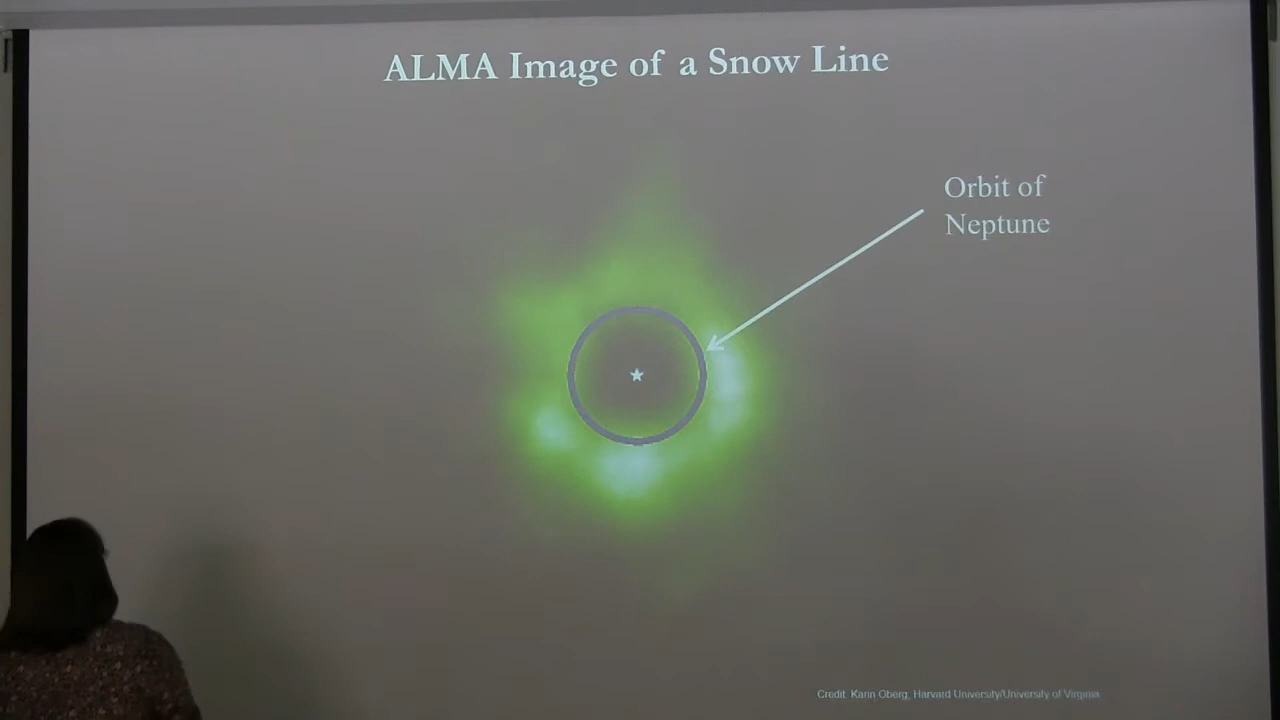 ALMA Image of a Snow Line
Orbit of
Neptune
Credit: Karin Oberg, Harvard University/University of Virginia